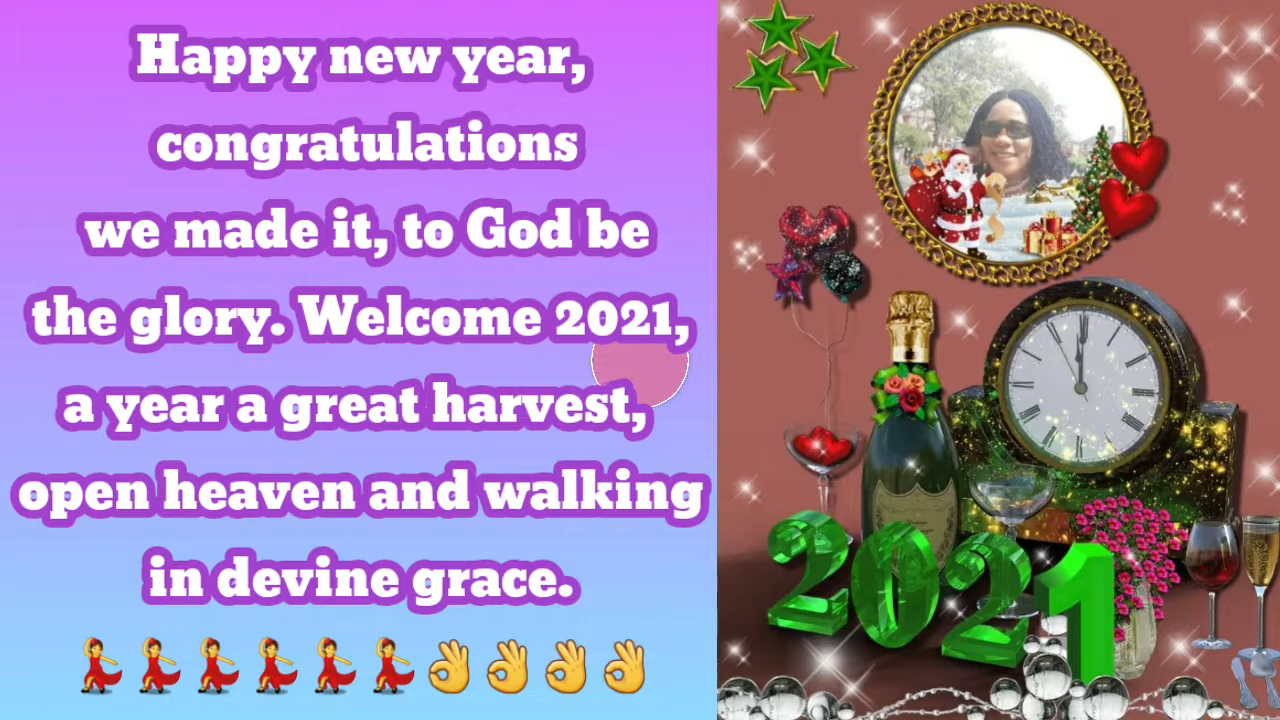 Happy new year,
congratulations
we made it, to God be
the glory. Welcome 2021,
a year a great harvest,
open heaven and walking
in devine grace.
💃💃💃💃💃💃👌👌👌👌
2021